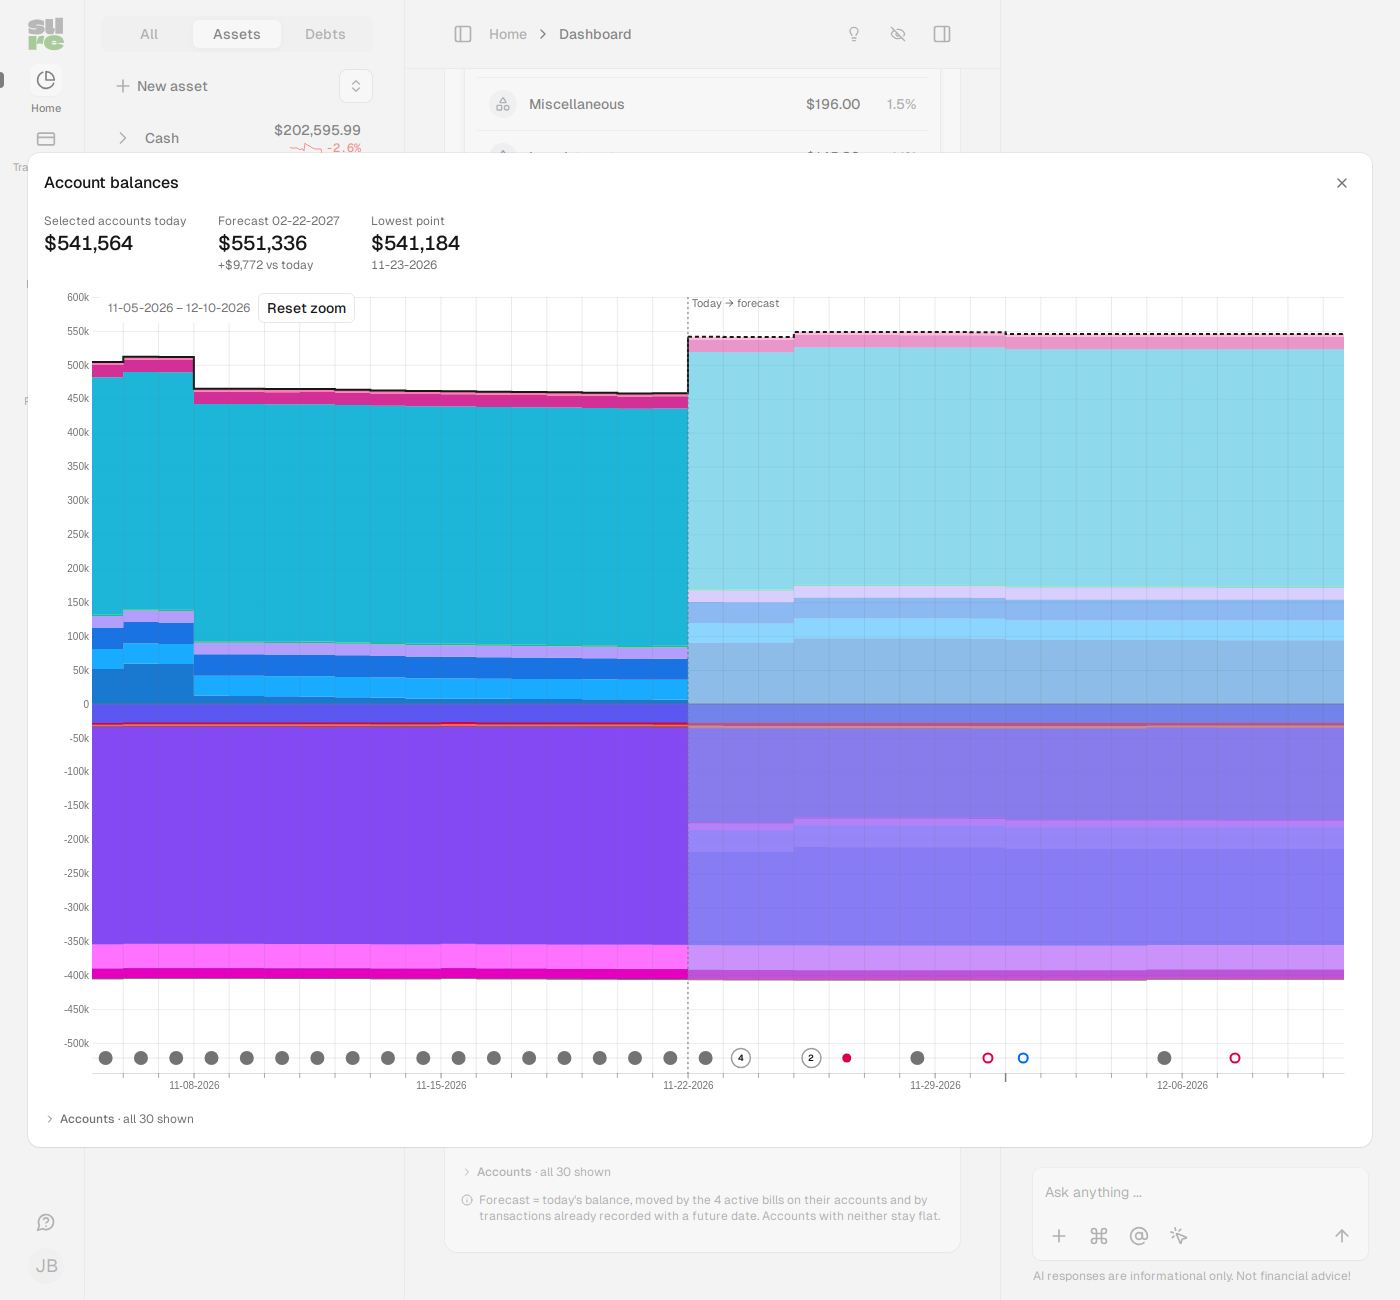 sure
All
Assets
Debts
Home
Dashboard
New asset
Home
Cash
$202,595.99
-2.6%
Miscellaneous
$196.00
1.5%
Tra
Account balances
Selected accounts today
$541,564
Forecast 02-22-2027
$551,336
+$9,772 vs today
Lowest point
$541,184
11-23-2026
11-05-2026 – 12-10-2026
Reset zoom
Today → forecast
600k
550k
500k
450k
400k
350k
300k
250k
200k
150k
100k
50k
0
-50k
-100k
-150k
-200k
-250k
-300k
-350k
-400k
-450k
-500k
4
2
11-08-2026
11-15-2026
11-22-2026
11-29-2026
12-06-2026
Accounts · all 30 shown
Accounts · all 30 shown
Forecast = today's balance, moved by the 4 active bills on their accounts and by
transactions already recorded with a future date. Accounts with neither stay flat.
JB
Ask anything ...
AI responses are informational only. Not financial advice!